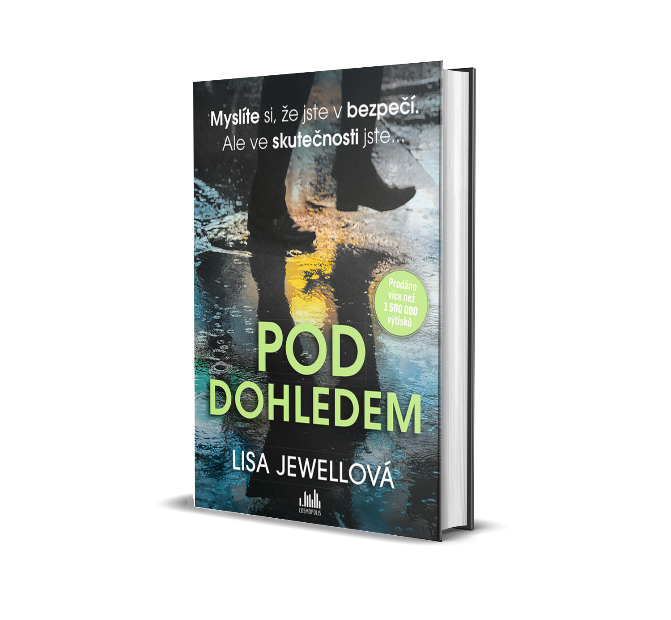 Myslíte si, že jste v bezpečí.
Ale ve skutečnosti jste...
Prodáno
více než
1 500 000
výtisků
POD
DOHLEDEM
LISA JEWELLOVÁ
COSMOPOLIS